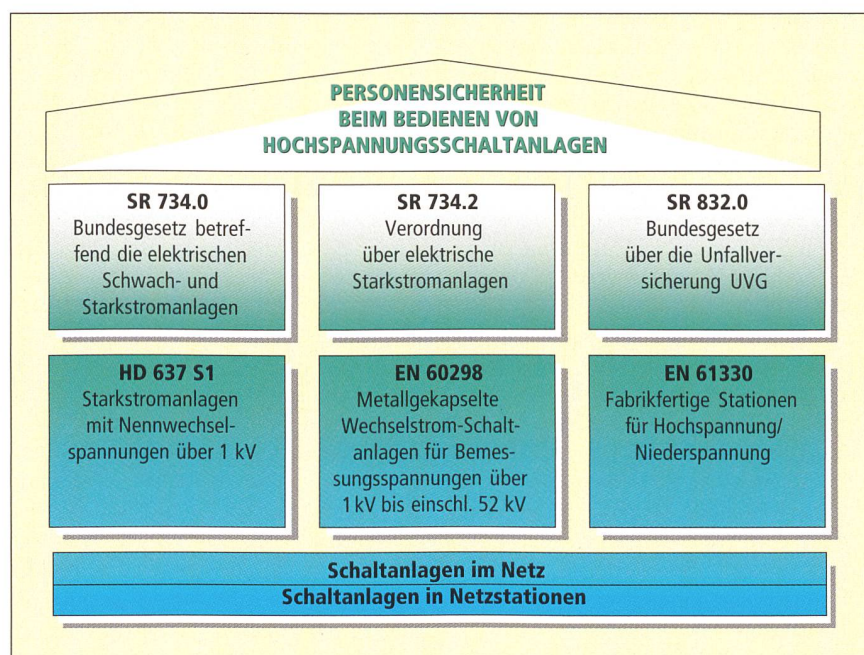 PERSONENSICHERHEIT
BEIM BEDIENEN VON
HOCHSPANNUNGSSCHALTANLAGEN
SR 734.0
Bundesgesetz betref-
fend die elektrischen
Schwach- und
Starkstromanlagen
SR 734.2
Verordnung
über elektrische
Starkstromanlagen
SR 832.0
Bundesgesetz
über die Unfallver-
sicherung UVG
HD 637 S1
Starkstromanlagen
mit Nennwechsel-
spannungen über 1 kV
EN 60298
Metallgekapselte
Wechselstrom-Schalt-
anlagen für Bemes-
sungsspannungen über
1 kV bis einschl. 52 kV
EN 61330
Fabrikfertige Stationen
für Hochspannung/
Niederspannung
Schaltanlagen im Netz
Schaltanlagen in Netzstationen